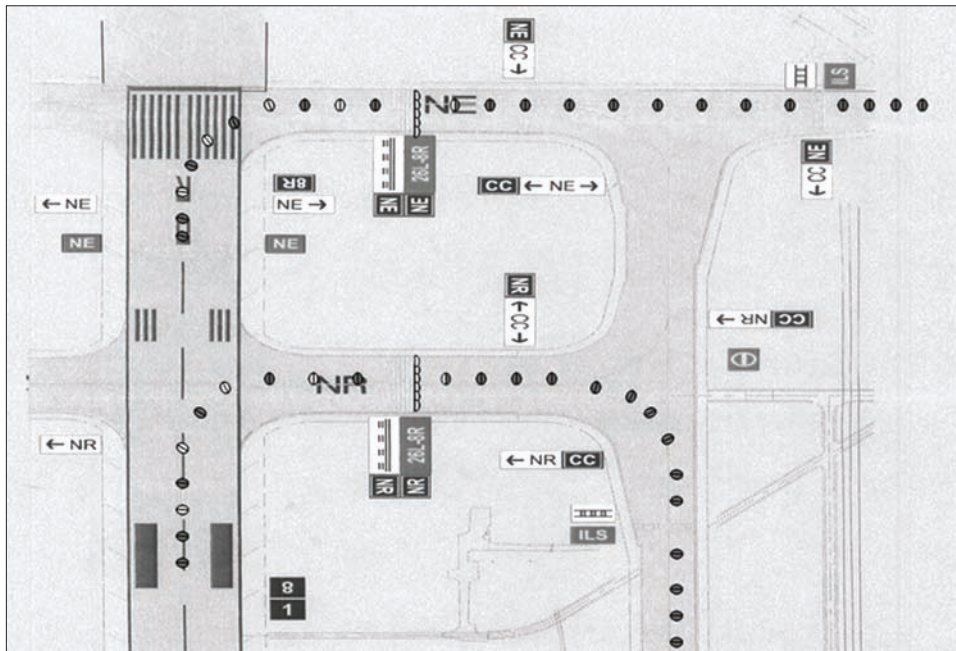 NE
CC →
ILS
NE
8R
← NE
NE →
26L-8R
NE
NE
CC ← NE →
← CC NE
NE
NE
NR
← CC →
← NR CC
NR
← NR
26L-8R
NR
NR
← NR CC
ILS
8
1